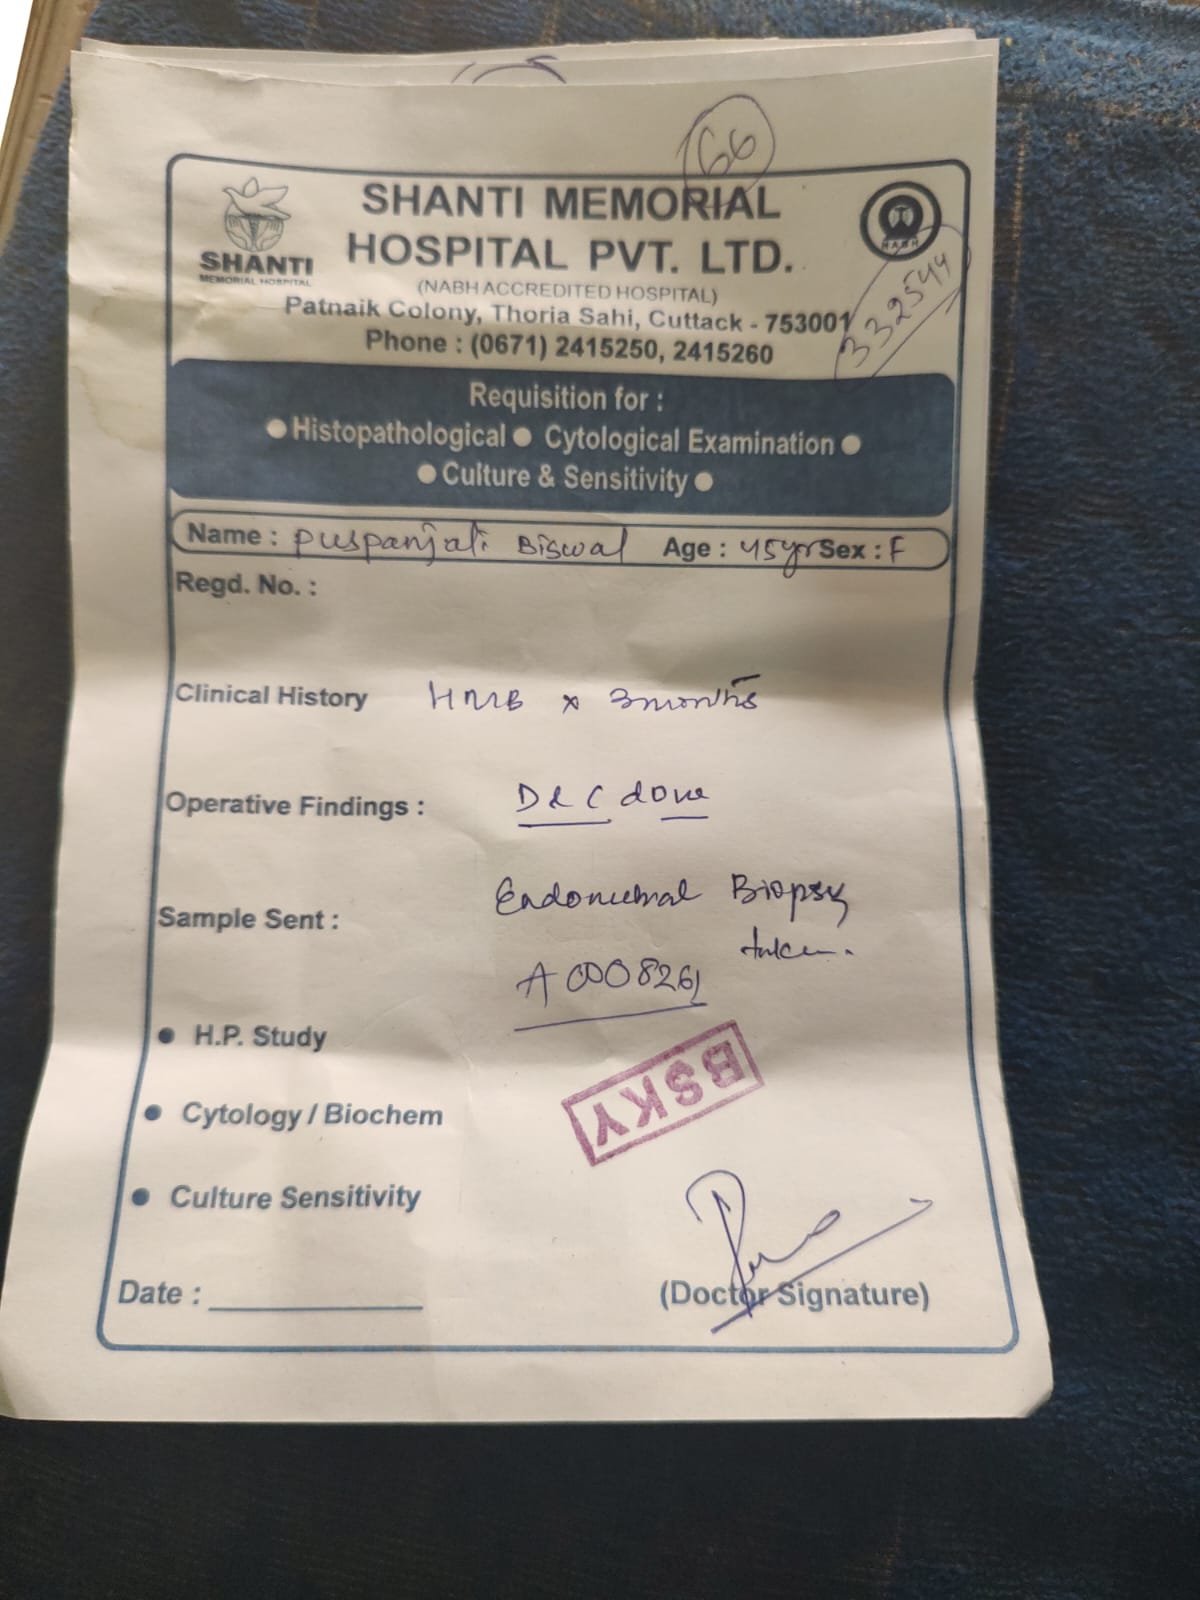 66
SHANTI MEMORIAL
HOSPITAL PVT. LTD.
SHANTI
MEMORIAL HOSPITAL
NABH
(NABH ACCREDITED HOSPITAL)
332544
Patnaik Colony, Thoria Sahi, Cuttack - 753001
Phone : (0671) 2415250, 2415260
Requisition for :
● Histopathological ● Cytological Examination ●
● Culture & Sensitivity ●
Name : Puspanjali Biswal Age : 45yr Sex : F
Regd. No. :
Clinical History HMB x 3months
Operative Findings : D & C done
Sample Sent : Endometrial Biopsy
taken.
A0008261
● H.P. Study
BSKY
● Cytology / Biochem
● Culture Sensitivity
Date :
(Doctor Signature)